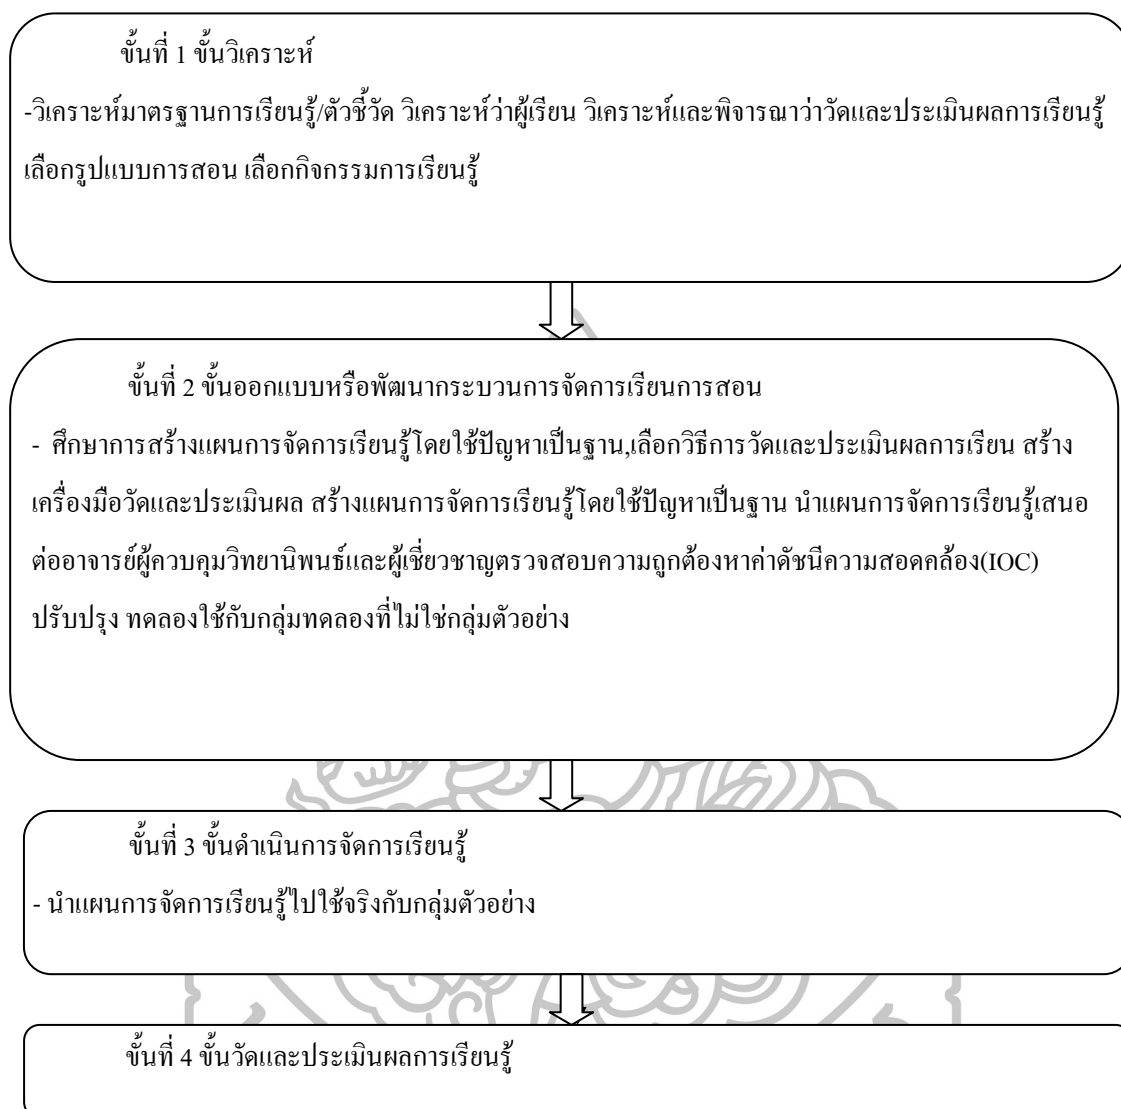 ขั้นที่ 1 ขั้นวิเคราะห์
-วิเคราะห์มาตรฐานการเรียนรู้/ตัวชี้วัด วิเคราะห์ว่าผู้เรียน วิเคราะห์และพิจารณาว่าวัดและประเมินผลการเรียนรู้
เลือกรูปแบบการสอน เลือกกิจกรรมการเรียนรู้
ขั้นที่ 2 ขั้นออกแบบหรือพัฒนากระบวนการจัดการเรียนการสอน
- ศึกษาการสร้างแผนการจัดการเรียนรู้โดยใช้ปัญหาเป็นฐาน,เลือกวิธีการวัดและประเมินผลการเรียน สร้าง
เครื่องมือวัดและประเมินผล สร้างแผนการจัดการเรียนรู้โดยใช้ปัญหาเป็นฐาน นำแผนการจัดการเรียนรู้เสนอ
ต่ออาจารย์ผู้ควบคุมวิทยานิพนธ์และผู้เชี่ยวชาญตรวจสอบความถูกต้องหาค่าดัชนีความสอดคล้อง(IOC)
ปรับปรุง ทดลองใช้กับกลุ่มทดลองที่ไม่ใช่กลุ่มตัวอย่าง
ขั้นที่ 3 ขั้นดำเนินการจัดการเรียนรู้
- นำแผนการจัดการเรียนรู้ไปใช้จริงกับกลุ่มตัวอย่าง
ขั้นที่ 4 ขั้นวัดและประเมินผลการเรียนรู้